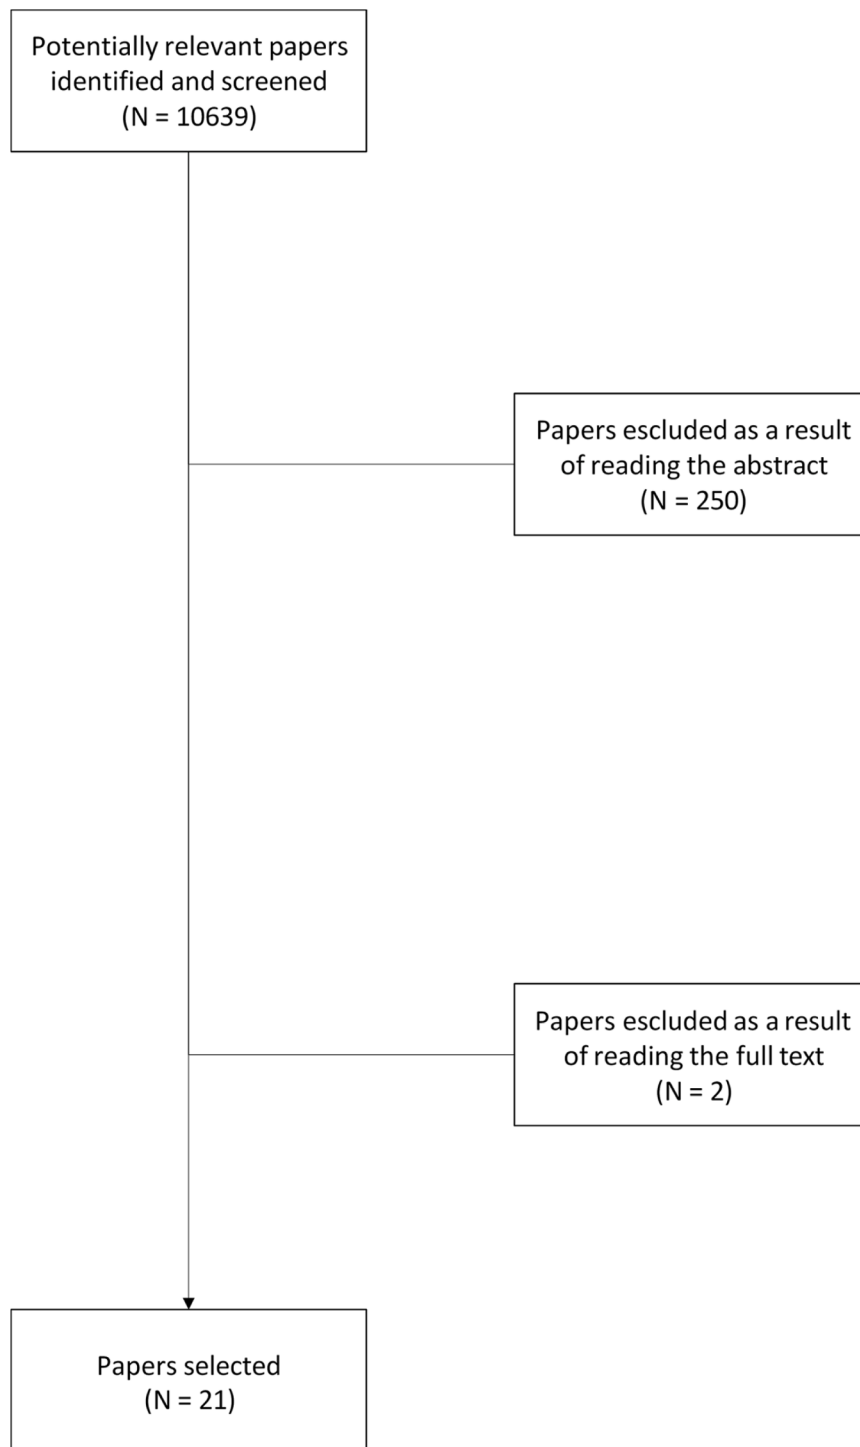 Potentially relevant papers
identified and screened
(N = 10639)
Papers escluded as a result
of reading the abstract
(N = 250)
Papers escluded as a result
of reading the full text
(N = 2)
Papers selected
(N = 21)